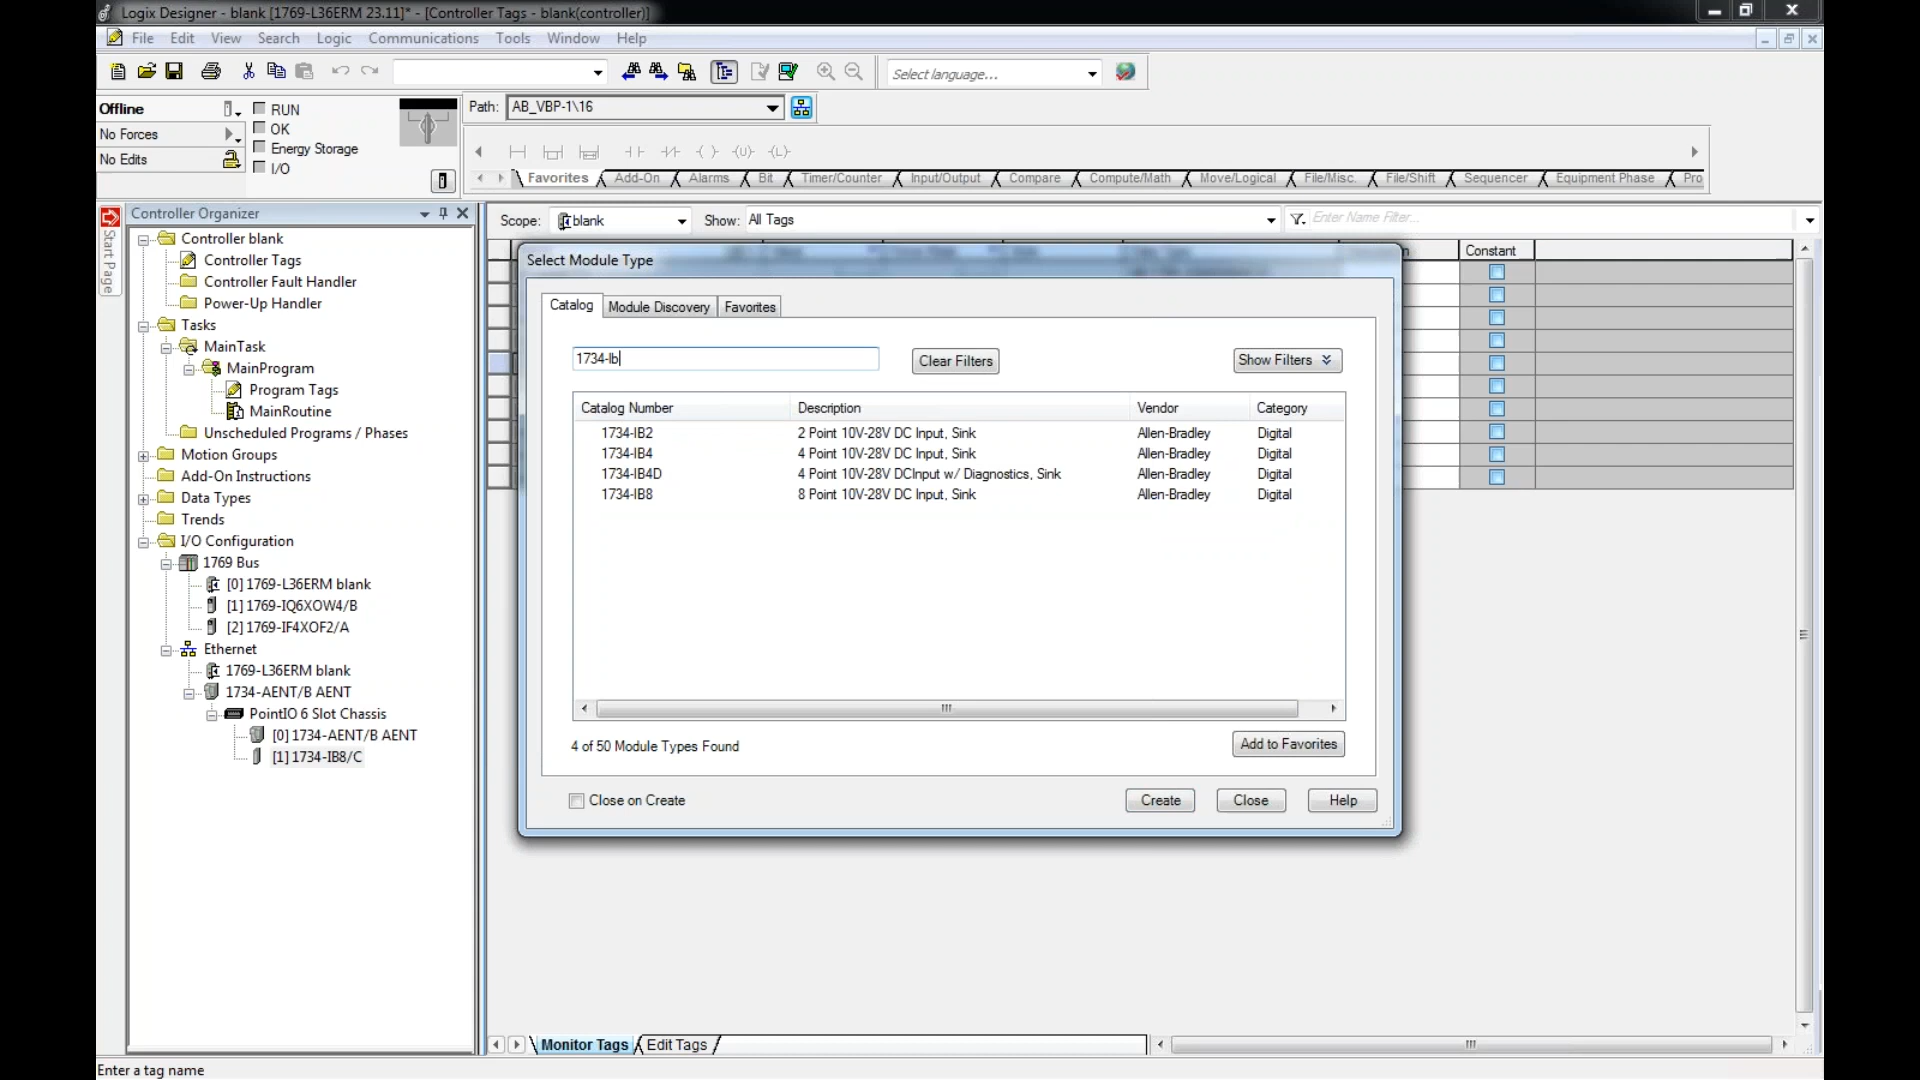 Logix Designer - blank [1769-L36ERM 23.11]* - [Controller Tags - blank(controller)]
File Edit View Search Logic Communications Tools Window Help
Select language...
Offline
RUN
No Forces
OK
No Edits
Energy Storage
I/O
Path: AB_VBP-1\16
Favorites Add-On Alarms Bit Timer/Counter Input/Output Compare Compute/Math Move/Logical File/Misc. File/Shift Sequencer Equipment Phase Pro
Start Page
Controller Organizer
Controller blank
Controller Tags
Controller Fault Handler
Power-Up Handler
Tasks
MainTask
MainProgram
Program Tags
MainRoutine
Unscheduled Programs / Phases
Motion Groups
Add-On Instructions
Data Types
Trends
I/O Configuration
1769 Bus
[0] 1769-L36ERM blank
[1] 1769-IQ6XOW4/B
[2] 1769-IF4XOF2/A
Ethernet
1769-L36ERM blank
1734-AENT/B AENT
PointIO 6 Slot Chassis
[0] 1734-AENT/B AENT
[1] 1734-IB8/C
Scope: blank Show: All Tags Enter Name Filter...
Constant
Select Module Type
Catalog Module Discovery Favorites
1734-Ib Clear Filters Show Filters
Catalog Number Description Vendor Category
1734-IB2 2 Point 10V-28V DC Input, Sink Allen-Bradley Digital
1734-IB4 4 Point 10V-28V DC Input, Sink Allen-Bradley Digital
1734-IB4D 4 Point 10V-28V DCInput w/ Diagnostics, Sink Allen-Bradley Digital
1734-IB8 8 Point 10V-28V DC Input, Sink Allen-Bradley Digital
4 of 50 Module Types Found Add to Favorites
Close on Create Create Close Help
Monitor Tags Edit Tags
Enter a tag name